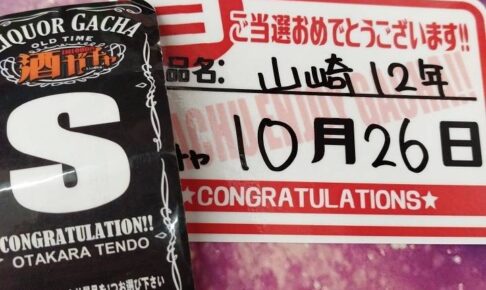 LIQUOR GACHA
OLD TIME
酒ガチャ
S
CONGRATULATION!!
OTAKARA TENDO
ご当選おめでとうございます!!
品名: 山崎12年
チャ 10月26日
★CONGRATULATIONS★